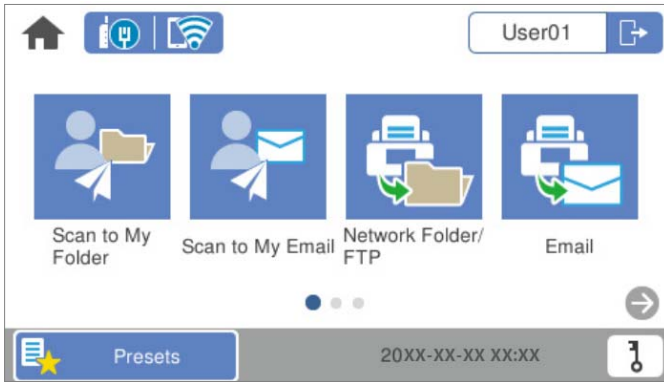 User01
Scan to My
Folder
Scan to My Email
Network Folder/
FTP
Email
Presets
20XX-XX-XX XX:XX